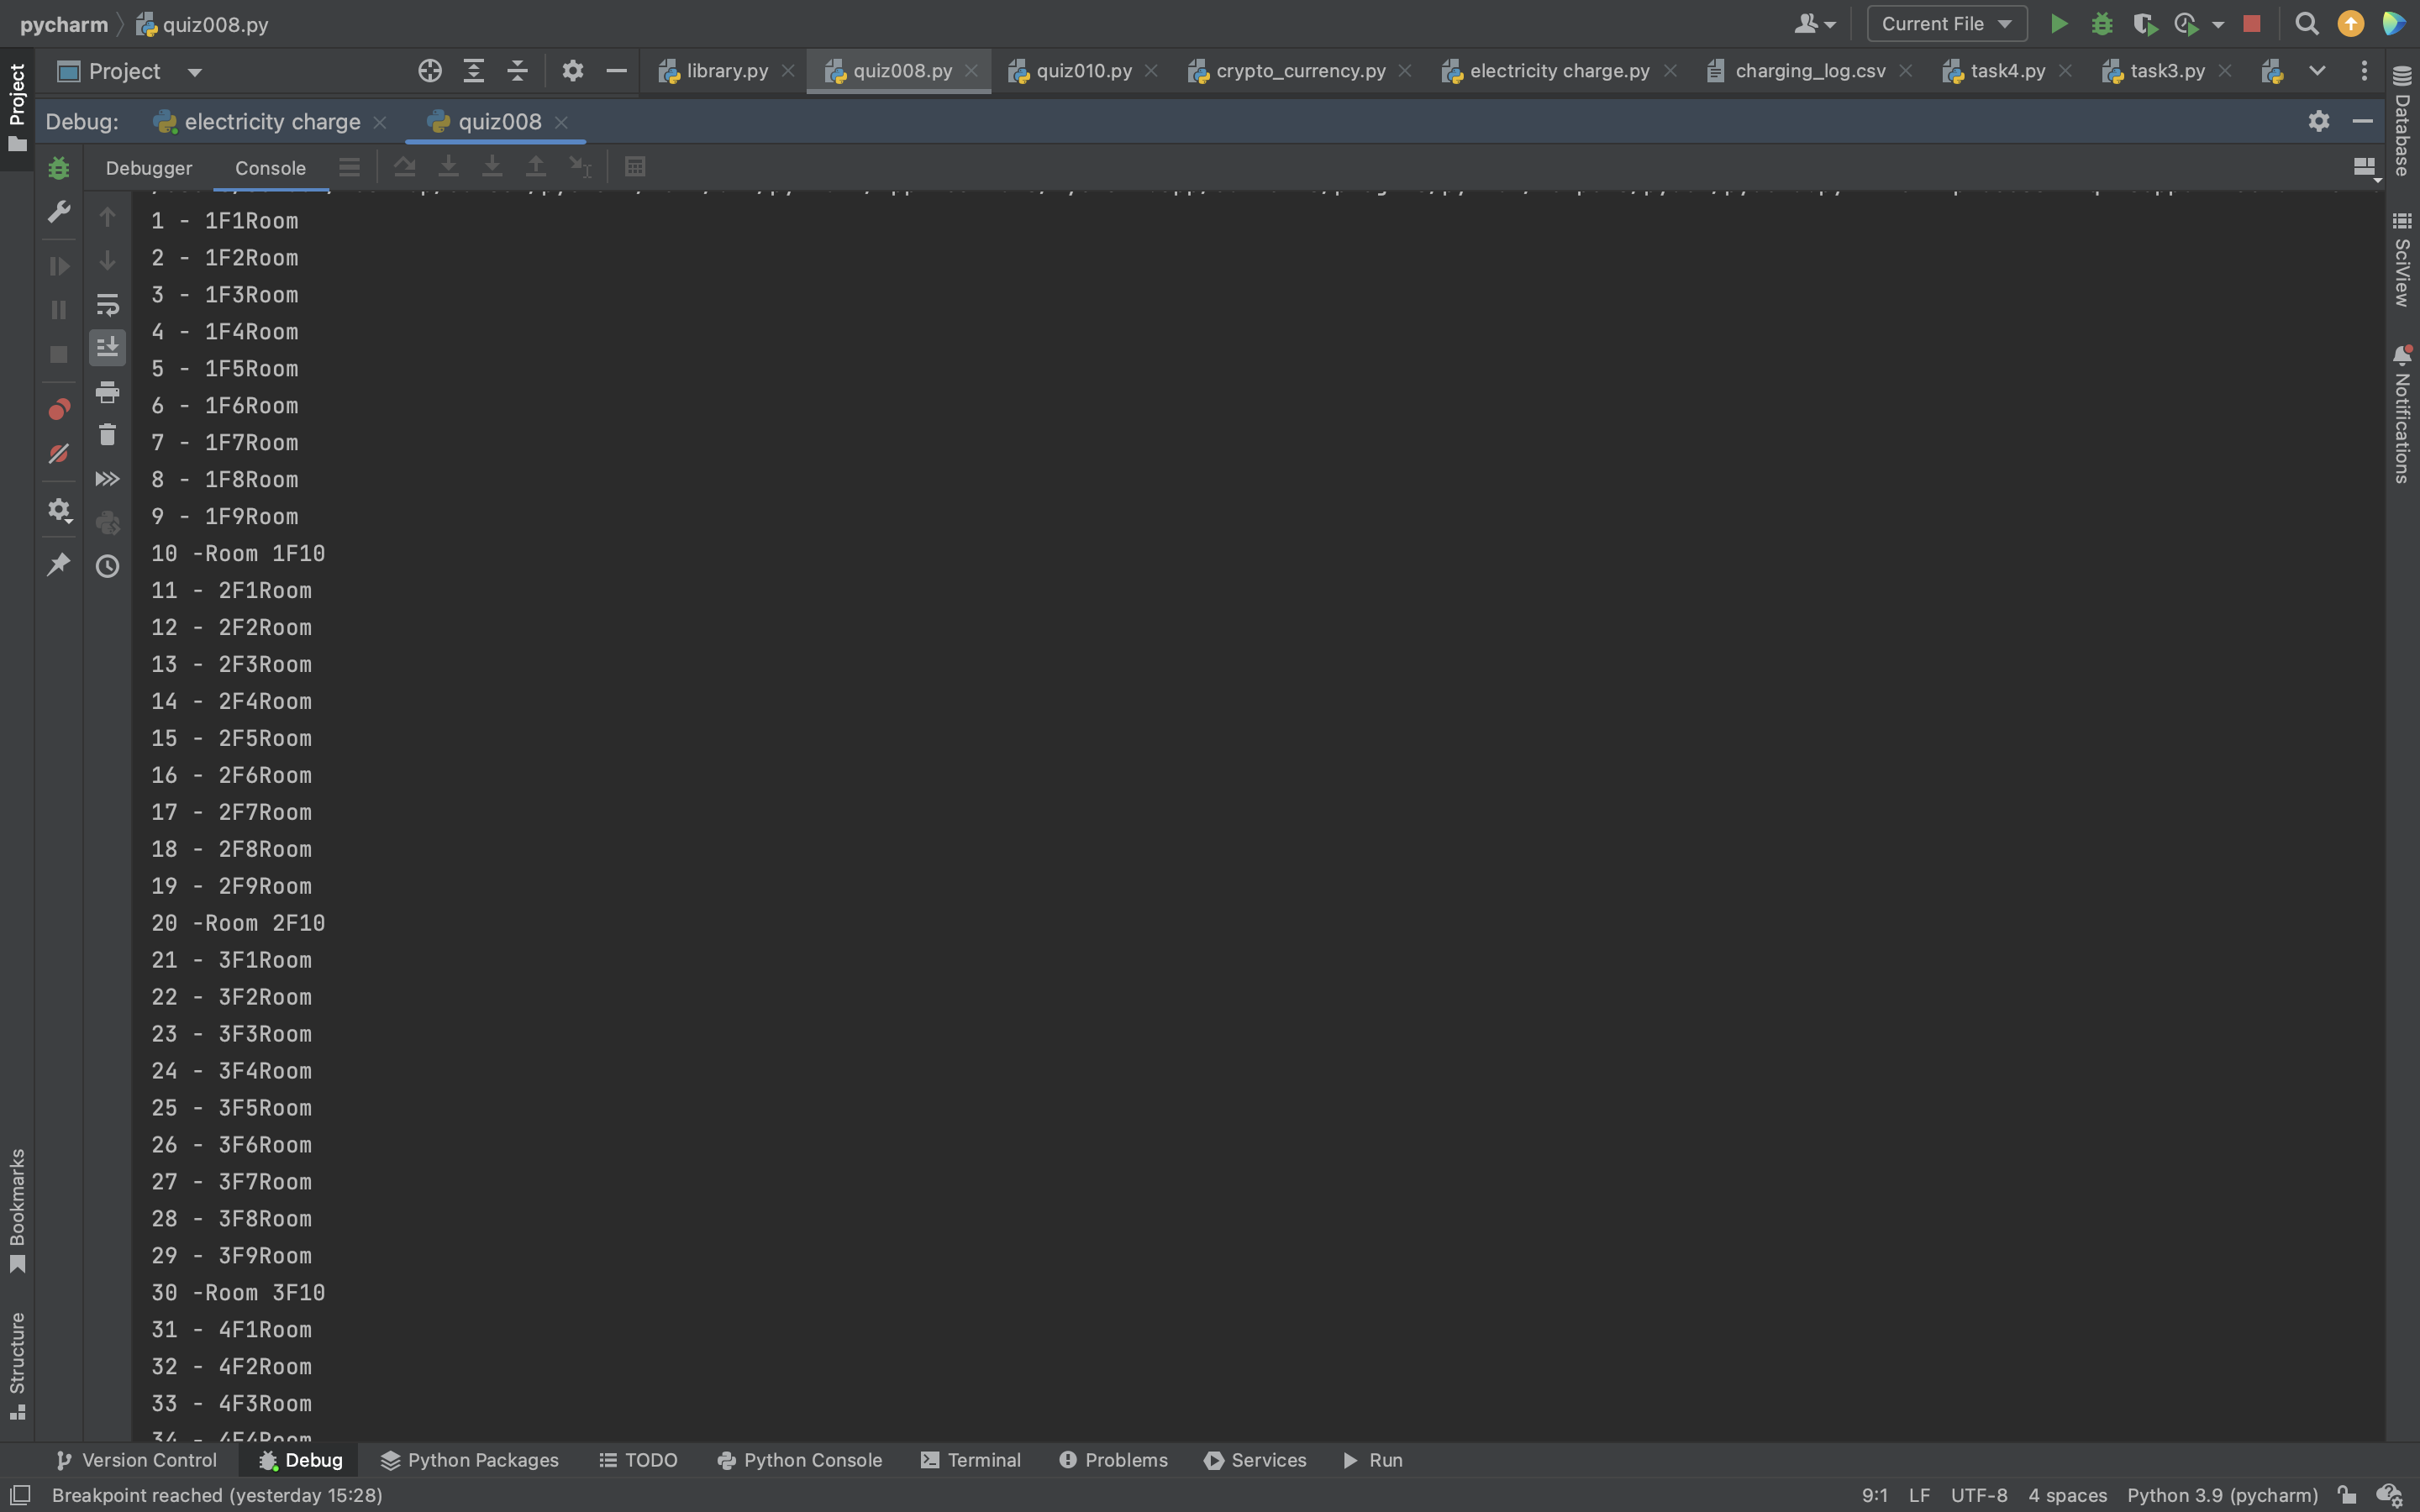 pycharm
quiz008.py
Current File
Project
library.py
quiz008.py
quiz010.py
crypto_currency.py
electricity charge.py
charging_log.csv
task4.py
task3.py
Project
Debug:
electricity charge
quiz008
Debugger
Console
1 - 1F1Room
2 - 1F2Room
3 - 1F3Room
4 - 1F4Room
5 - 1F5Room
6 - 1F6Room
7 - 1F7Room
8 - 1F8Room
9 - 1F9Room
10 -Room 1F10
11 - 2F1Room
12 - 2F2Room
13 - 2F3Room
14 - 2F4Room
15 - 2F5Room
16 - 2F6Room
17 - 2F7Room
18 - 2F8Room
19 - 2F9Room
20 -Room 2F10
21 - 3F1Room
22 - 3F2Room
23 - 3F3Room
24 - 3F4Room
25 - 3F5Room
26 - 3F6Room
27 - 3F7Room
28 - 3F8Room
29 - 3F9Room
30 -Room 3F10
31 - 4F1Room
32 - 4F2Room
33 - 4F3Room
34 - 4F4Room
Database
SciView
Notifications
Bookmarks
Structure
Version Control
Debug
Python Packages
TODO
Python Console
Terminal
Problems
Services
Run
Breakpoint reached (yesterday 15:28)
9:1
LF
UTF-8
4 spaces
Python 3.9 (pycharm)